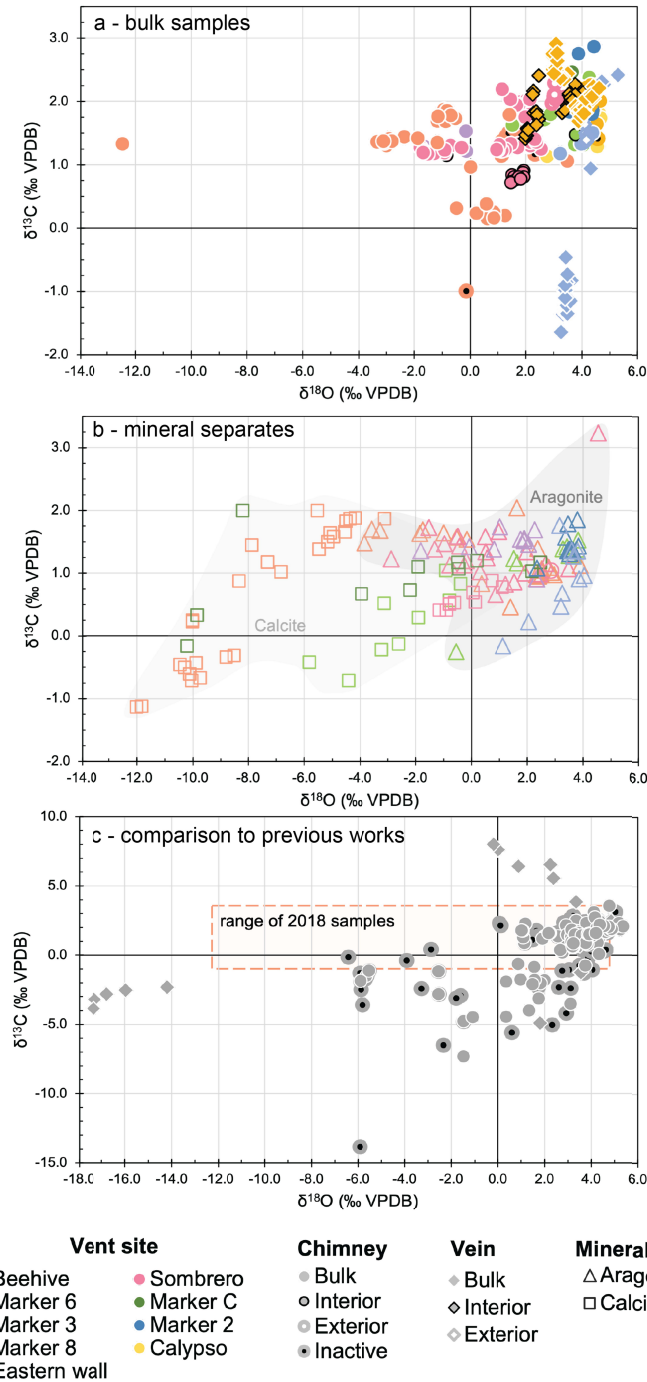 a - bulk samples
3.0
2.0
1.0
0.0
-1.0
-2.0
δ13C (‰ VPDB)
-14.0 -12.0 -10.0 -8.0 -6.0 -4.0 -2.0 0.0 2.0 4.0 6.0
δ18O (‰ VPDB)
b - mineral separates
3.0
2.0
1.0
0.0
-1.0
-2.0
δ13C (‰ VPDB)
Aragonite
Calcite
-14.0 -12.0 -10.0 -8.0 -6.0 -4.0 -2.0 0.0 2.0 4.0 6.0
δ18O (‰ VPDB)
c - comparison to previous works
range of 2018 samples
10.0
5.0
0.0
-5.0
-10.0
-15.0
δ13C (‰ VPDB)
-18.0 -16.0 -14.0 -12.0 -10.0 -8.0 -6.0 -4.0 -2.0 0.0 2.0 4.0 6.0
δ18O (‰ VPDB)
Vent site
Beehive
Marker 6
Marker 3
Marker 8
Eastern wall
Sombrero
Marker C
Marker 2
Calypso
Chimney
Bulk
Interior
Exterior
Inactive
Vein
Bulk
Interior
Exterior
Mineral
Arag
Calci